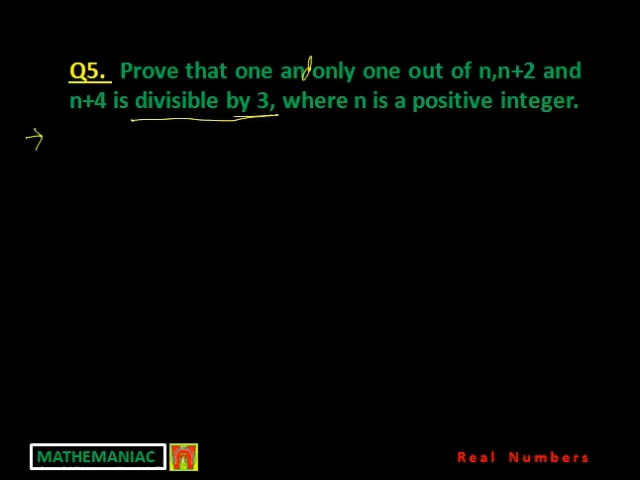 Q5. Prove that one and only one out of n,n+2 and
n+4 is divisible by 3, where n is a positive integer.
MATHEMANIAC
Real Numbers